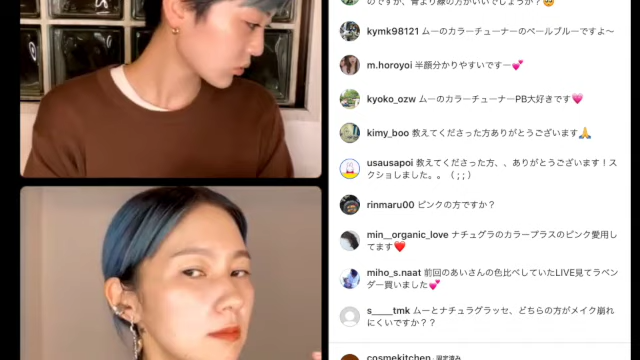 のですが、青より緑の方がいいでしょうか？🥺
kymk98121 ムーのカラーチューナーのペールブルーですよ〜
m.horoyoi 半顔分かりやすいですー💕
kyoko_ozw ムーのカラーチューナーPB大好きです💗
kimy_boo 教えてくださった方ありがとうございます🙏
usausapoi 教えてくださった方、、ありがとうございます！ス
クショしました。。（ ; ; ）
rinmaru00 ピンクの方ですか？
min__organic_love ナチュグラのカラープラスのピンク愛用し
てます❤️
miho_s.naat 前回のあいさんの色比べしていたLIVE見てラベン
ダー買いました💕
s_____tmk ムーとナチュラグラッセ、どちらの方がメイク崩れ
にくいですか？？
cosmekitchen 固定済み